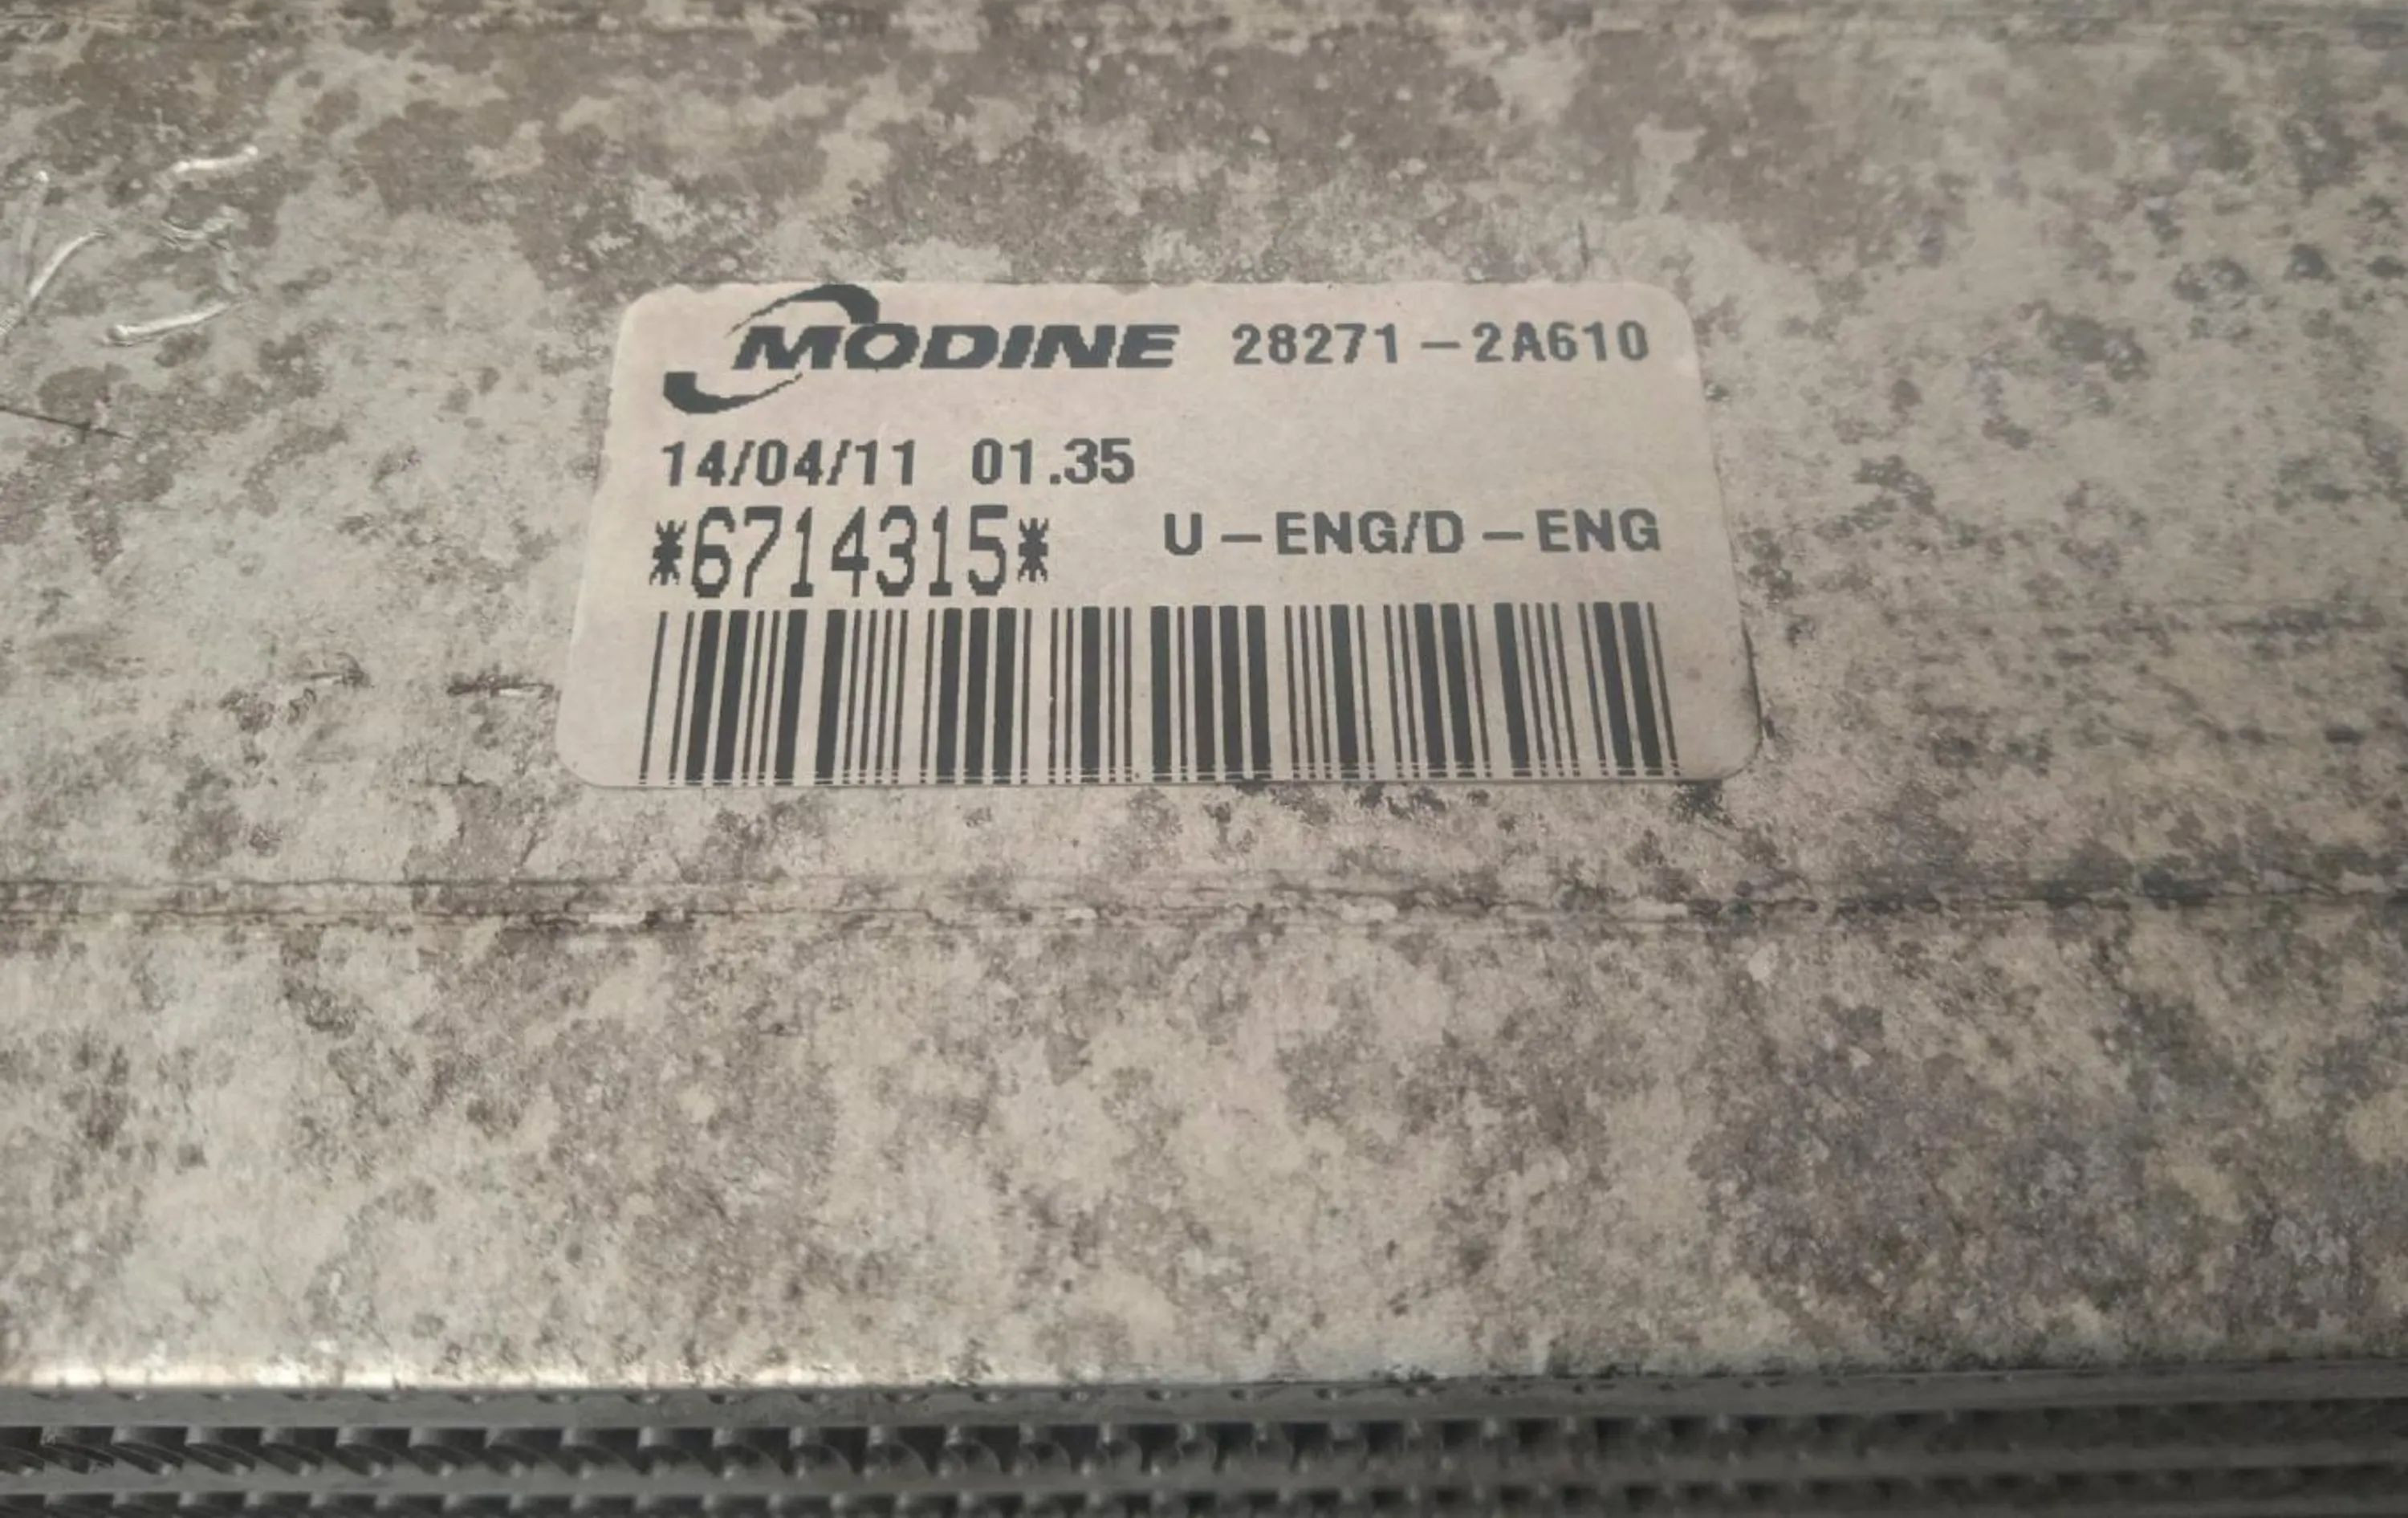 MODINE 28271-2A610
14/04/11 01.35
*6714315* U-ENG/D-ENG